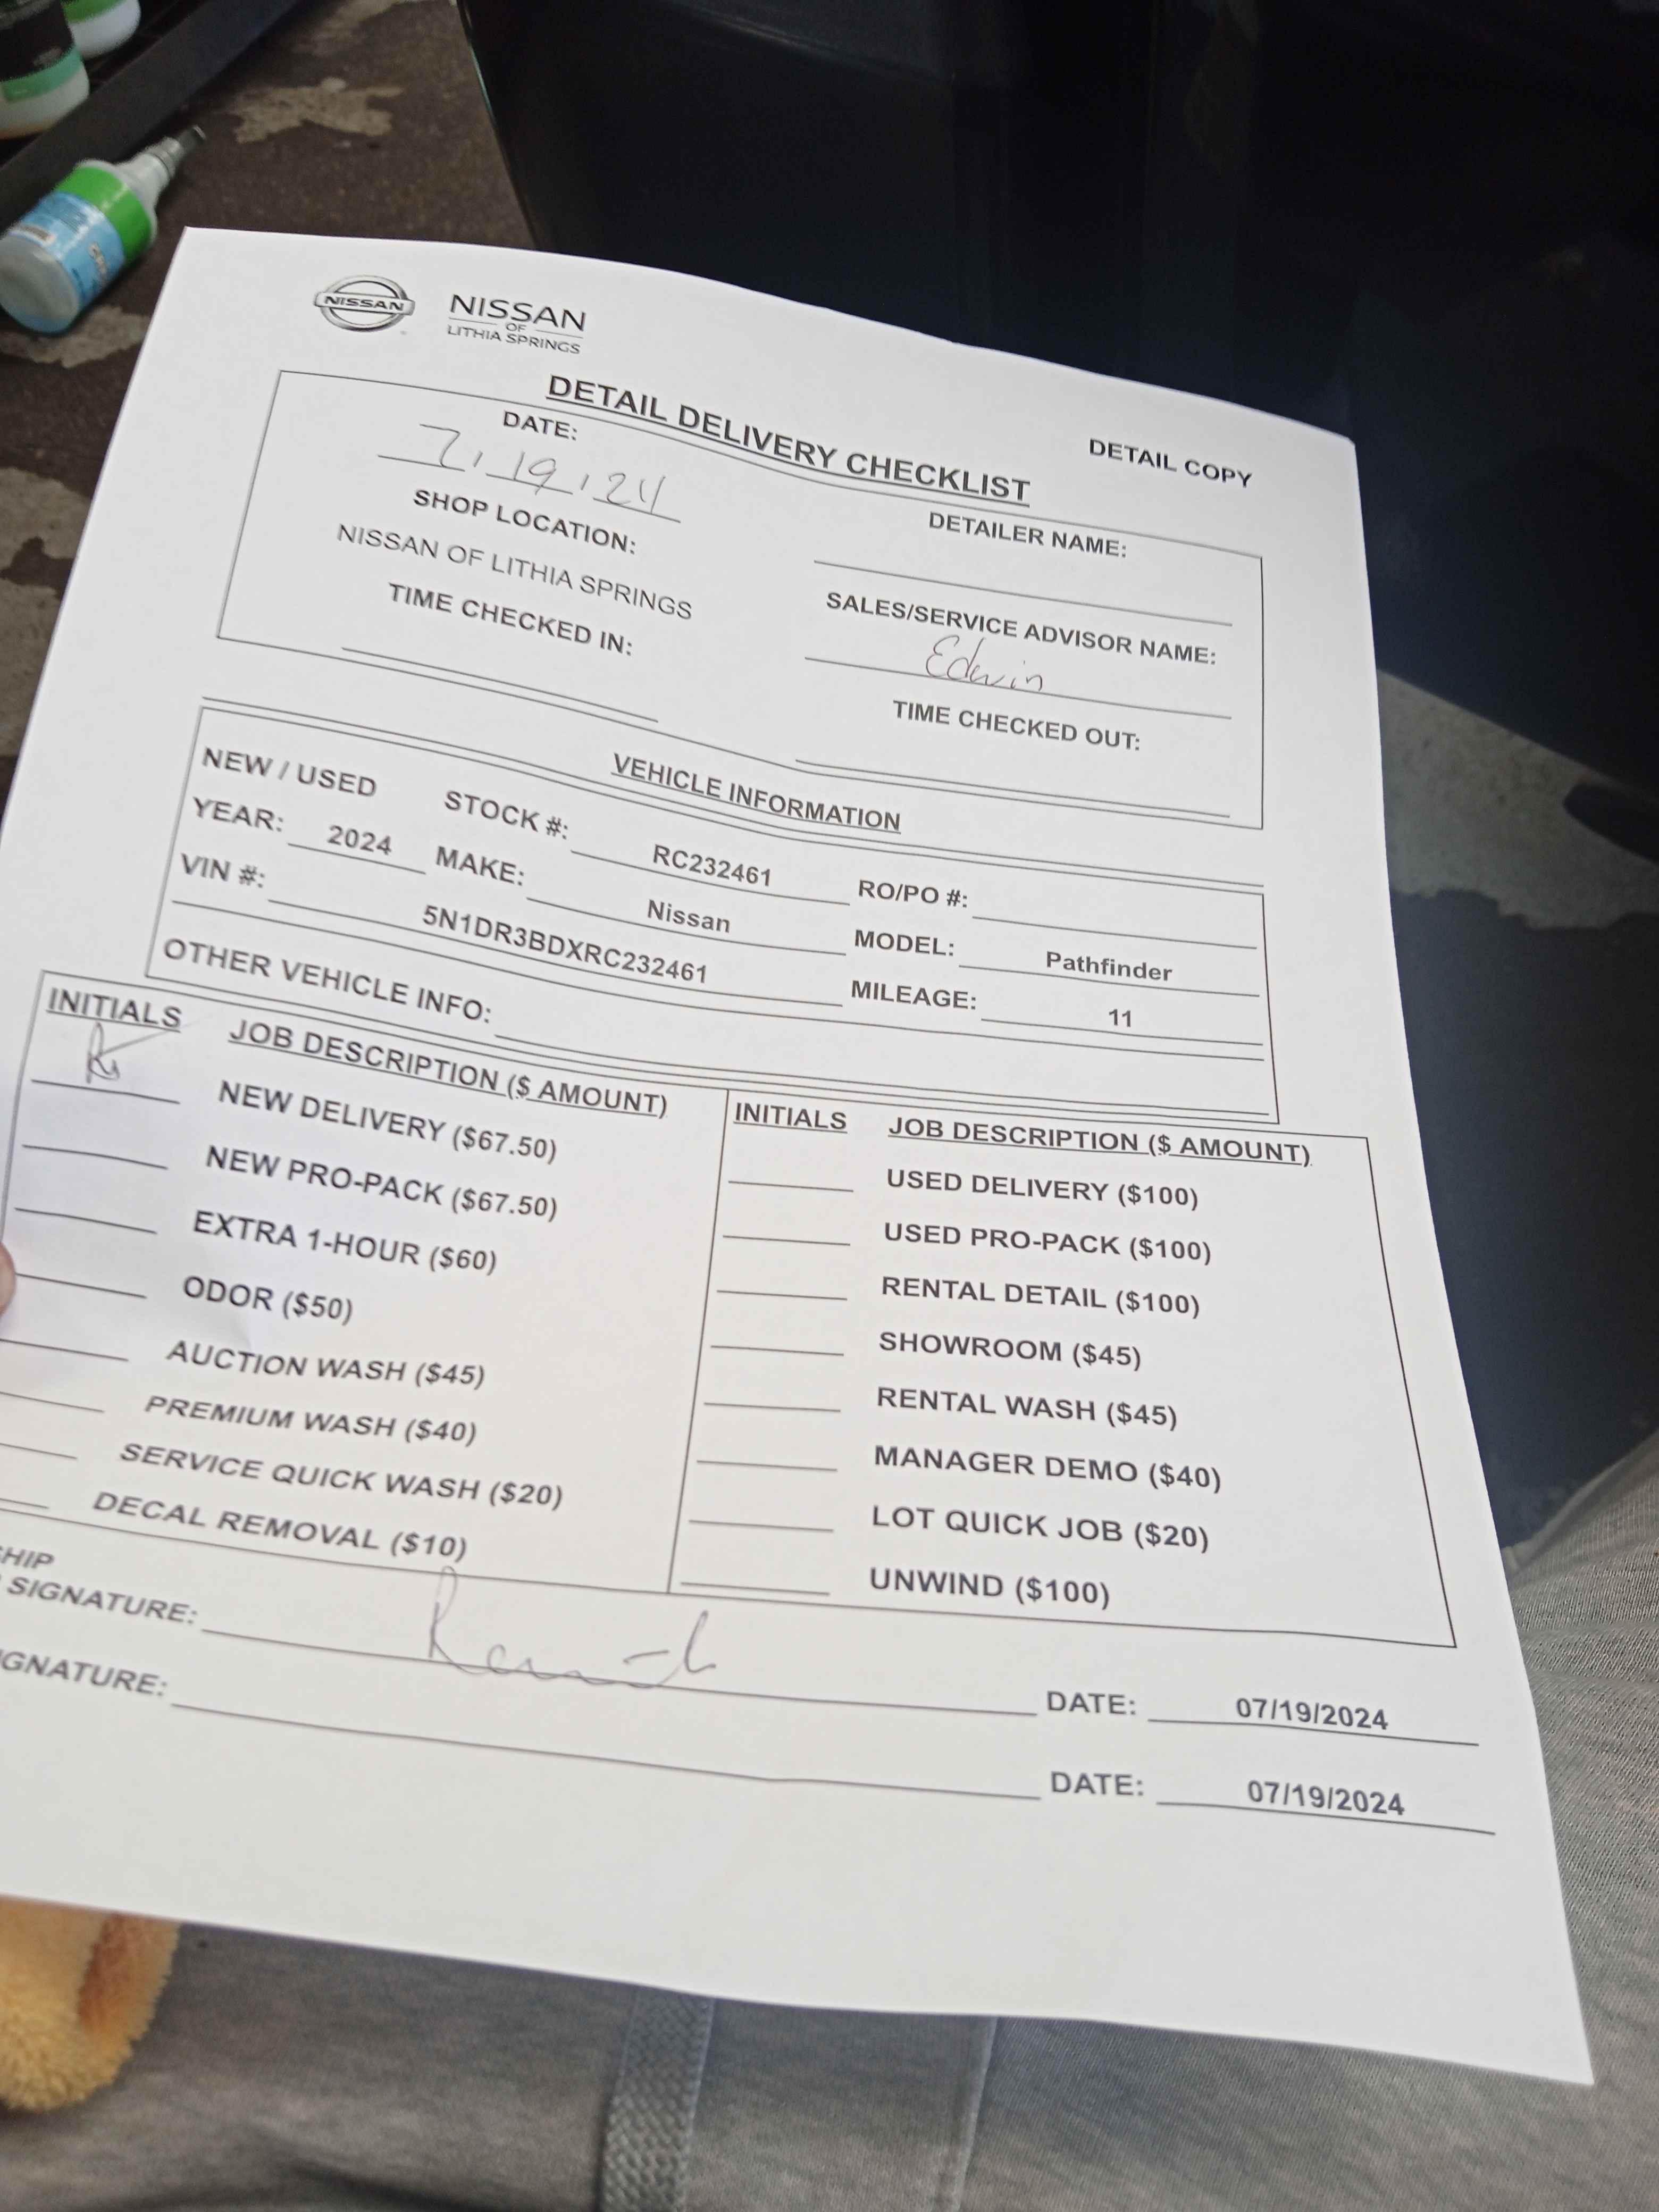 NISSAN
NISSAN
OF
LITHIA SPRINGS
DETAIL DELIVERY CHECKLIST
DETAIL COPY
DATE:
7, 19, 24
DETAILER NAME:
SHOP LOCATION:
NISSAN OF LITHIA SPRINGS
SALES/SERVICE ADVISOR NAME:
Edwin
TIME CHECKED IN:
TIME CHECKED OUT:
VEHICLE INFORMATION
NEW / USED STOCK #: RC232461 RO/PO #:
YEAR: 2024 MAKE: Nissan MODEL: Pathfinder
VIN #: 5N1DR3BDXRC232461 MILEAGE: 11
OTHER VEHICLE INFO:
INITIALS JOB DESCRIPTION ($ AMOUNT)
NEW DELIVERY ($67.50)
NEW PRO-PACK ($67.50)
EXTRA 1-HOUR ($60)
ODOR ($50)
AUCTION WASH ($45)
PREMIUM WASH ($40)
SERVICE QUICK WASH ($20)
DECAL REMOVAL ($10)
INITIALS JOB DESCRIPTION ($ AMOUNT)
USED DELIVERY ($100)
USED PRO-PACK ($100)
RENTAL DETAIL ($100)
SHOWROOM ($45)
RENTAL WASH ($45)
MANAGER DEMO ($40)
LOT QUICK JOB ($20)
UNWIND ($100)
HIP
SIGNATURE: DATE: 07/19/2024
GNATURE: DATE: 07/19/2024